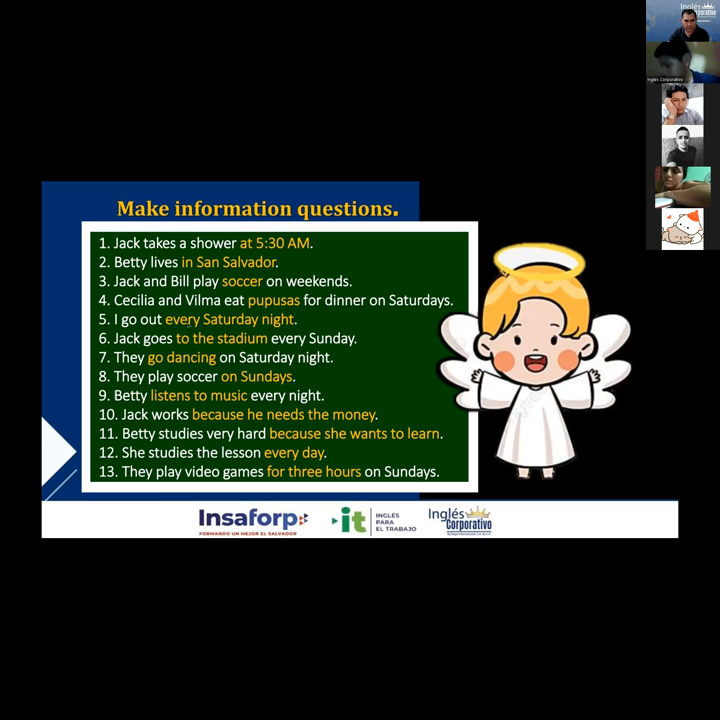 Inglés
Corporativo
Inglés Corporativo
Make information questions.
1. Jack takes a shower at 5:30 AM.
2. Betty lives in San Salvador.
3. Jack and Bill play soccer on weekends.
4. Cecilia and Vilma eat pupusas for dinner on Saturdays.
5. I go out every Saturday night.
6. Jack goes to the stadium every Sunday.
7. They go dancing on Saturday night.
8. They play soccer on Sundays.
9. Betty listens to music every night.
10. Jack works because he needs the money.
11. Betty studies very hard because she wants to learn.
12. She studies the lesson every day.
13. They play video games for three hours on Sundays.
Insaforp
FORMANDO UN MEJOR EL SALVADOR
it
INGLÉS
PARA
EL TRABAJO
Inglés
Corporativo